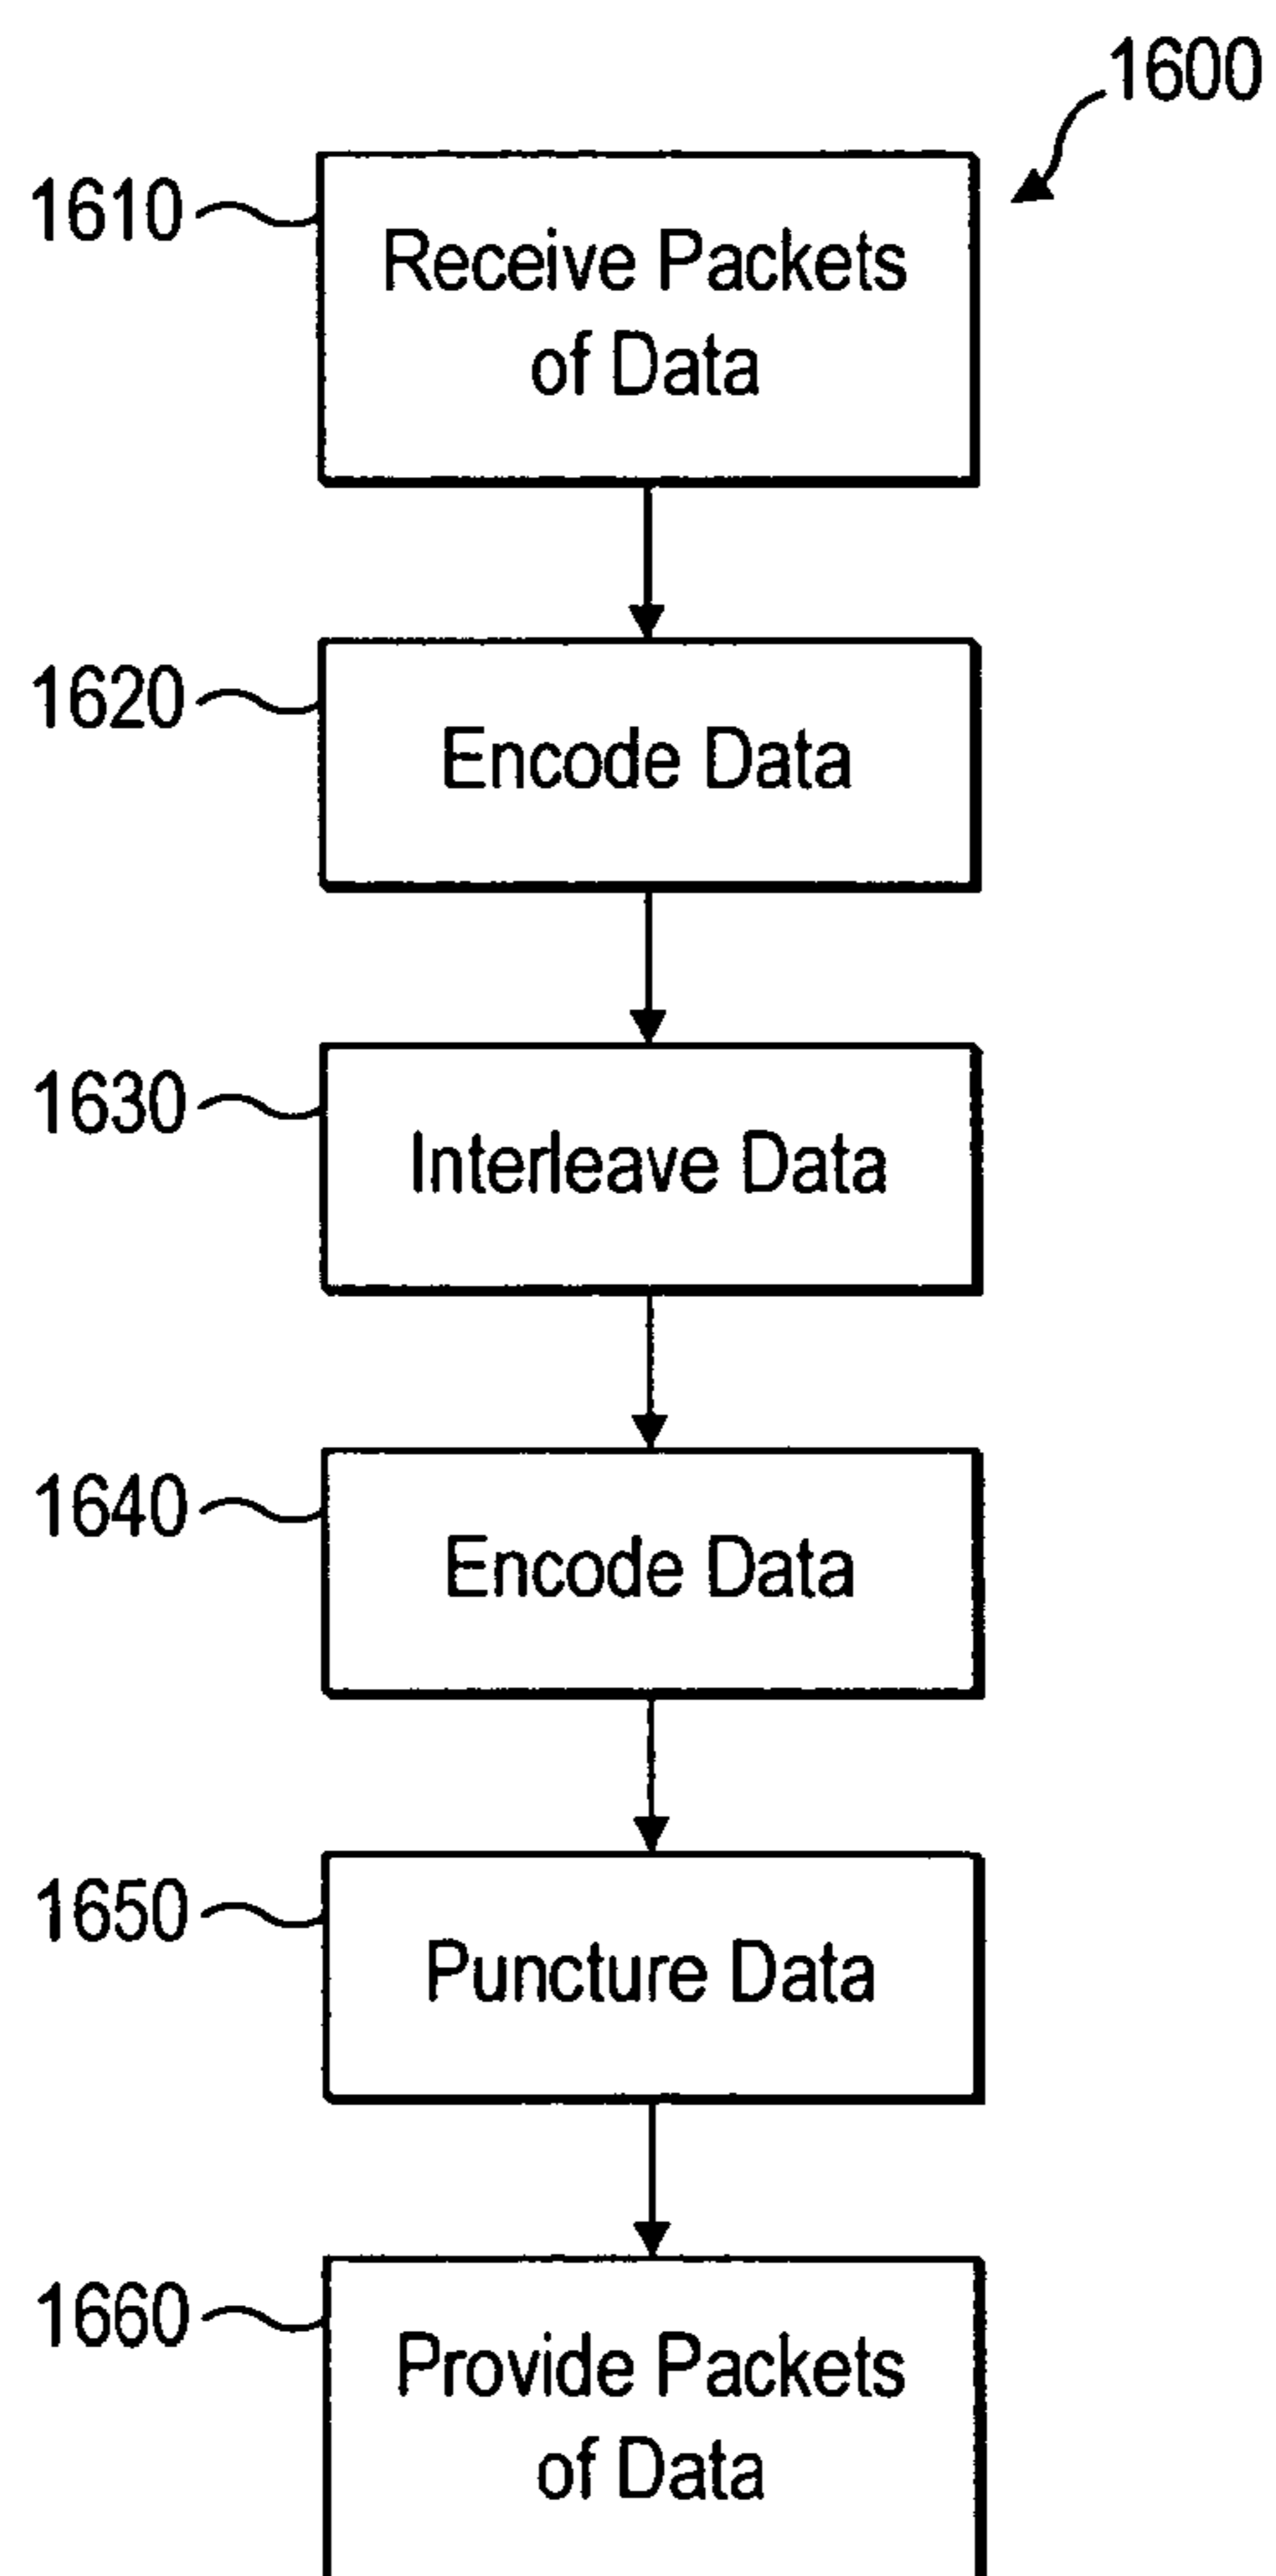 1600
1610
Receive Packets
of Data
1620
Encode Data
1630
Interleave Data
1640
Encode Data
1650
Puncture Data
1660
Provide Packets
of Data